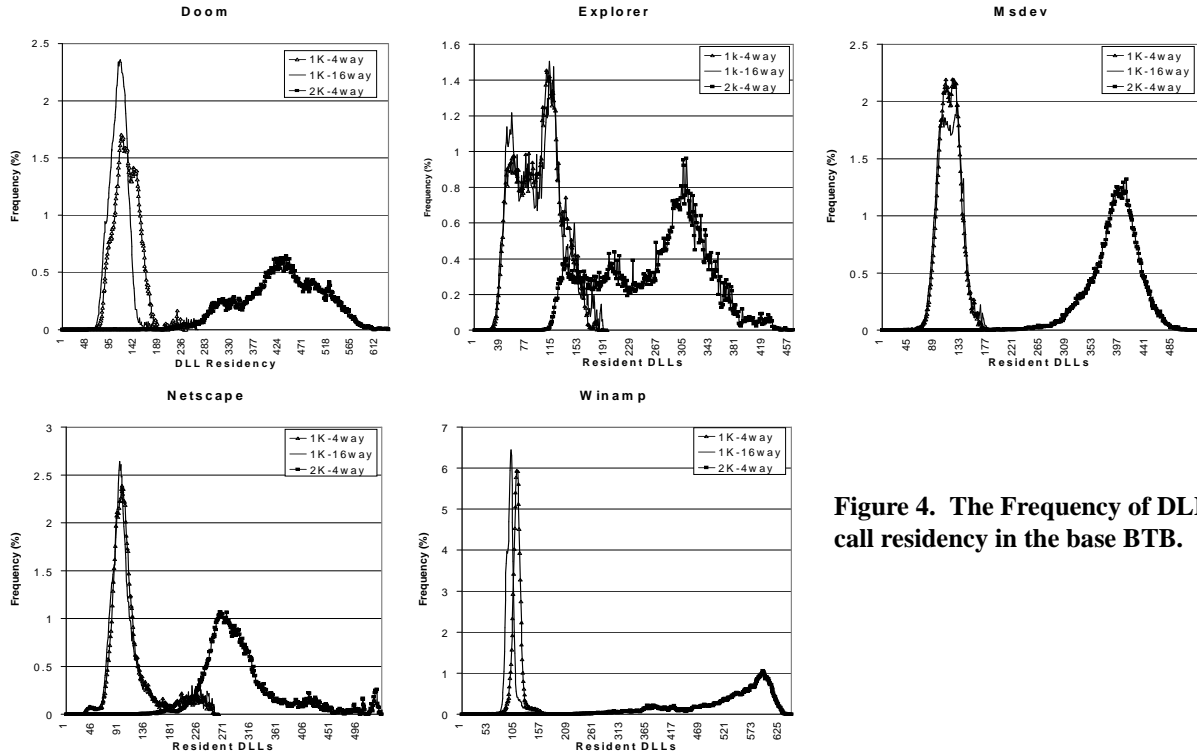 Doom
Frequency (%)
2.5
2
1.5
1
0.5
0
1K-4way
1K-16way
2K-4way
1 48 95 142 189 236 283 330 377 424 471 518 565 612
DLL Residency
Explorer
Frequency (%)
1.6
1.4
1.2
1
0.8
0.6
0.4
0.2
0
1k-4way
1k-16way
2k-4way
1 39 77 115 153 191 229 267 305 343 381 419 457
Resident DLLs
Msdev
Frequency (%)
2.5
2
1.5
1
0.5
0
1K-4way
1K-16way
2K-4way
1 45 89 133 177 221 265 309 353 397 441 485
Resident DLLs
Netscape
Frequency (%)
3
2.5
2
1.5
1
0.5
0
1K-4way
1K-16way
2K-4way
1 46 91 136 181 226 271 316 361 406 451 496
Resident DLLs
Winamp
Frequency (%)
7
6
5
4
3
2
1
0
1K-4way
1K-16way
2K-4way
1 53 105 157 209 261 313 365 417 469 521 573 625
Resident DLLs
Figure 4. The Frequency of DLL
call residency in the base BTB.